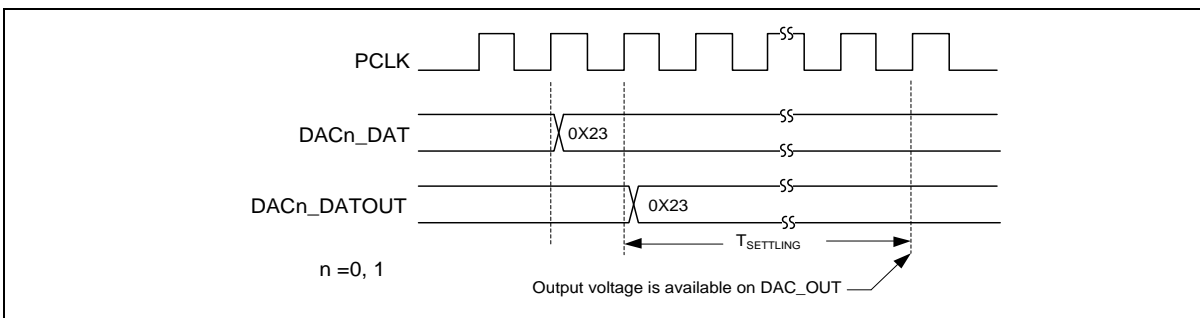 PCLK
DACn_DAT
0X23
DACn_DATOUT
0X23
TSETTLING
n =0, 1
Output voltage is available on DAC_OUT